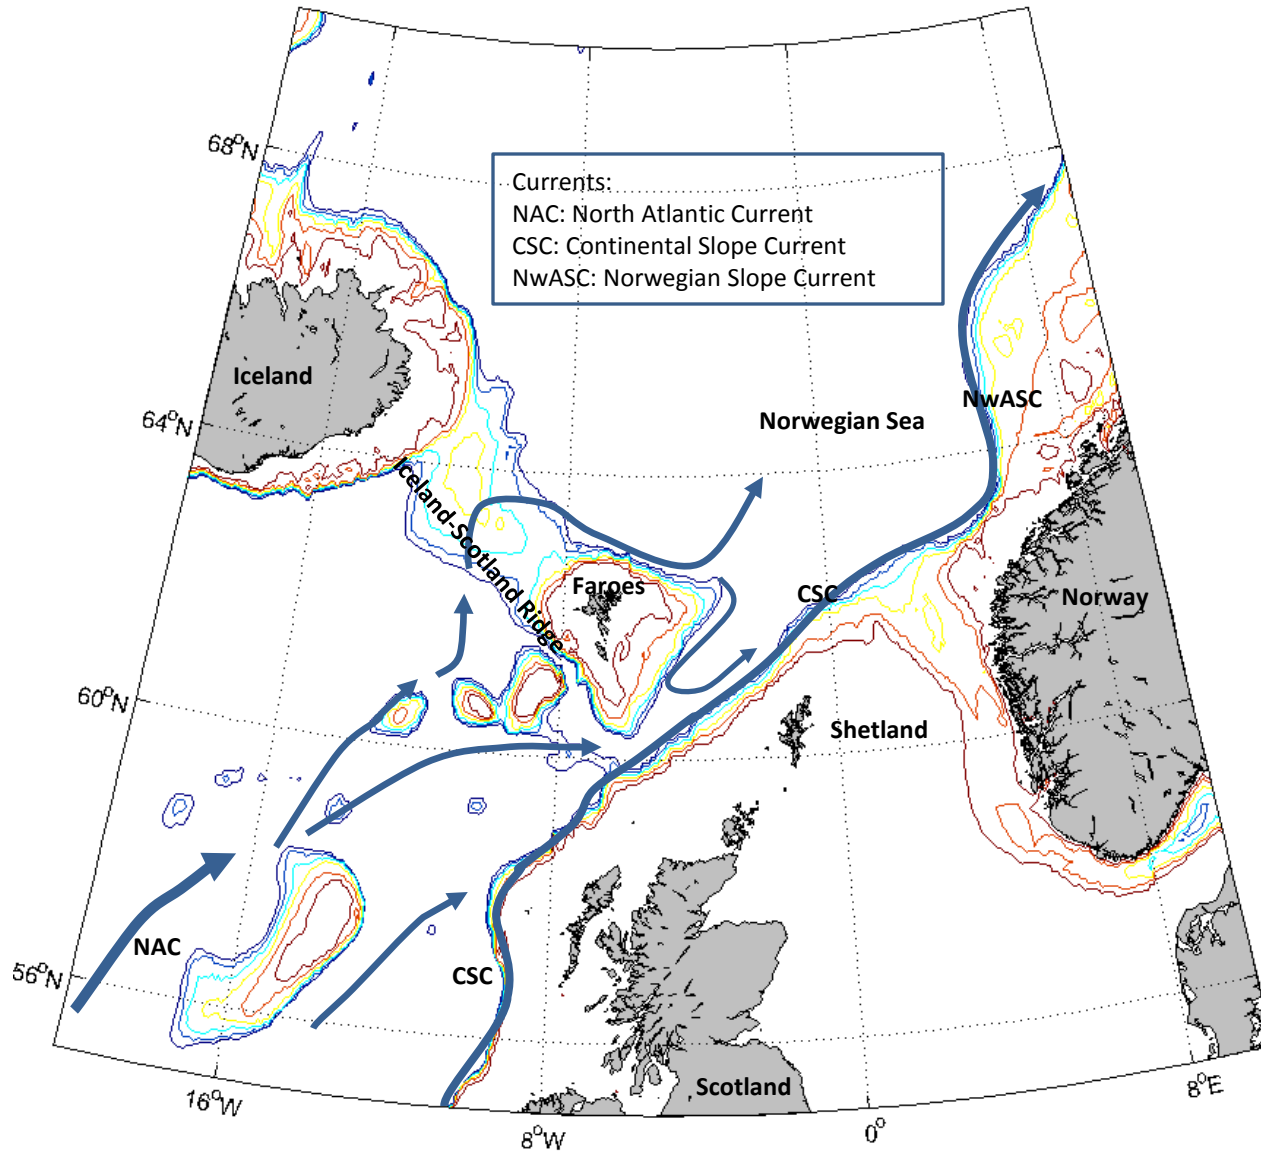 68°N
Currents:
NAC: North Atlantic Current
CSC: Continental Slope Current
NwASC: Norwegian Slope Current
Iceland
NwASC
64°N
Norwegian Sea
Iceland-Scotland Ridge
Faroes
CSC
Norway
60°N
Shetland
NAC
56°N
CSC
Scotland
16°W
8°W
0°
8°E